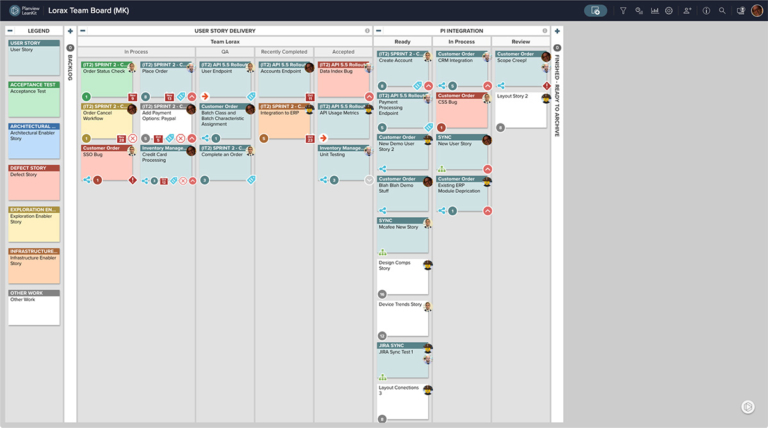 Planview
LeanKit
Lorax Team Board (MK)
LEGEND
USER STORY
User Story
ACCEPTANCE TEST
Acceptance Test
ARCHITECTURAL ...
Architectural Enabler
Story
DEFECT STORY
Defect Story
EXPLORATION EN...
Exploration Enabler
Story
INFRASTRUCTURE...
Infrastructure Enabler
Story
OTHER WORK
Other Work
BACKLOG
USER STORY DELIVERY
Team Lorax
In Process
QA
Recently Completed
Accepted
(IT2) SPRINT 2 - C...
Order Status Check
(IT2) SPRINT 2 - C...
Place Order
(IT2) API 5.5 Rollout
User Endpoint
(IT2) API 5.5 Rollout
Accounts Endpoint
(IT2) API 5.5 Rollout
Data Index Bug
(IT2) SPRINT 2 - C...
Order Cancel
Workflow
(IT2) SPRINT 2 - C...
Add Payment
Options: Paypal
Customer Order
Batch Class and
Batch Characteristic
Assignment
(IT2) SPRINT 2 - C...
Integration to ERP
(IT2) API 5.5 Rollout
API Usage Metrics
Customer Order
SSO Bug
Inventory Manage...
Credit Card
Processing
(IT2) SPRINT 2 - C...
Complete an Order
Inventory Manage...
Unit Testing
PI INTEGRATION
Ready
In Process
Review
(IT2) SPRINT 2 - C...
Create Account
Customer Order
CRM Integration
Customer Order
Scope Creep!
(IT2) API 5.5 Rollout
Payment
Processing
Endpoint
Customer Order
CSS Bug
Layout Story 2
Customer Order
New Demo User
Story 2
SYNC
New User Story
Customer Order
Blah Blah Demo
Stuff
Customer Order
Existing ERP
Module Deprication
SYNC
Mcafee New Story
Design Comps
Story
Device Trends Story
JIRA SYNC
JIRA Sync Test 1
Layout Corrections
3
FINISHED - READY TO ARCHIVE